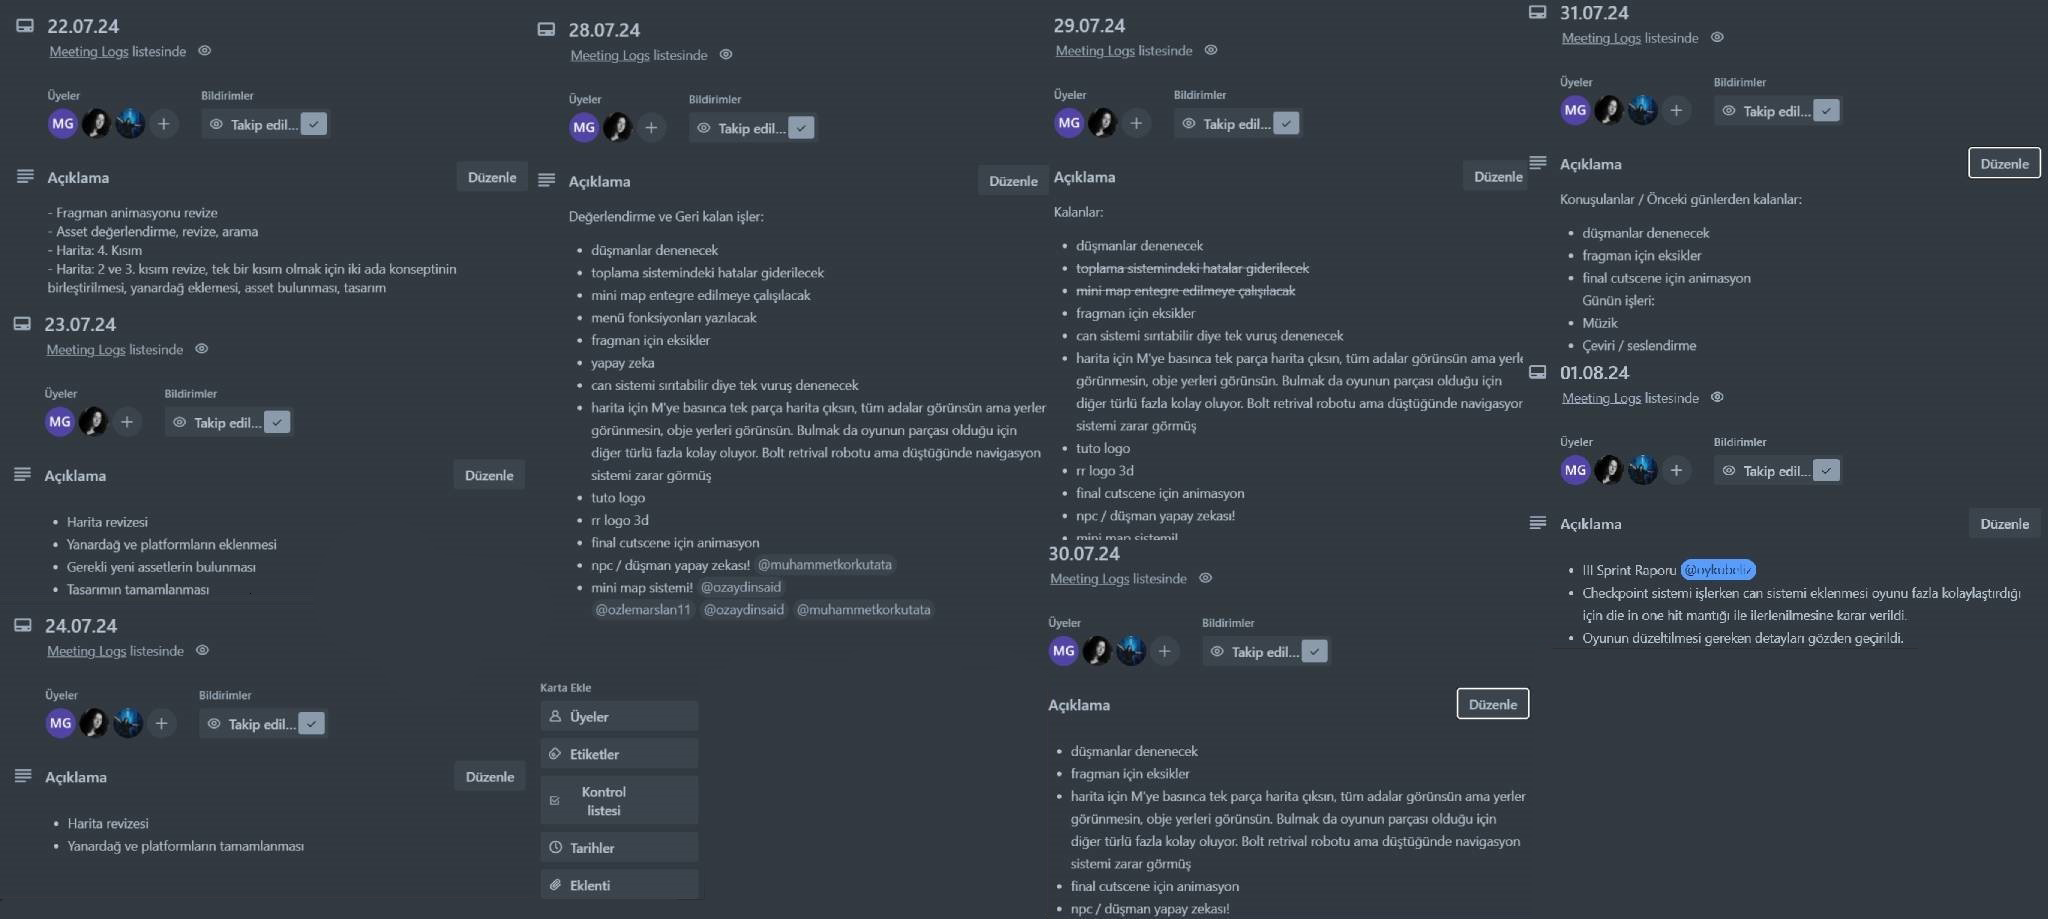 22.07.24
Meeting Logs listesinde
Üyeler
Bildirimler
MG
Takip edil...
Açıklama
Düzenle
- Fragman animasyonu revize
- Asset değerlendirme, revize, arama
- Harita: 4. Kısım
- Harita: 2 ve 3. kısım revize, tek bir kısım olmak için iki ada konseptinin
birleştirilmesi, yanardağ eklemesi, asset bulunması, tasarım
23.07.24
Meeting Logs listesinde
Üyeler
Bildirimler
MG
Takip edil...
Açıklama
Düzenle
• Harita revizesi
• Yanardağ ve platformların eklenmesi
• Gerekli yeni assetlerin bulunması
• Tasarımın tamamlanması
24.07.24
Meeting Logs listesinde
Üyeler
Bildirimler
MG
Takip edil...
Açıklama
Düzenle
• Harita revizesi
• Yanardağ ve platformların tamamlanması
28.07.24
Meeting Logs listesinde
Üyeler
Bildirimler
MG
Takip edil...
Açıklama
Düzenle
Değerlendirme ve Geri kalan işler:
• düşmanlar denenecek
• toplama sistemindeki hatalar giderilecek
• mini map entegre edilmeye çalışılacak
• menü fonksiyonları yazılacak
• fragman için eksikler
• yapay zeka
• can sistemi sırıtabilir diye tek vuruş denenecek
• harita için M'ye basınca tek parça harita çıksın, tüm adalar görünsün ama yerler
görünmesin, obje yerleri görünsün. Bulmak da oyunun parçası olduğu için
diğer türlü fazla kolay oluyor. Bolt retrival robotu ama düştüğünde navigasyon
sistemi zarar görmüş
• tuto logo
• rr logo 3d
• final cutscene için animasyon
• npc / düşman yapay zekası! @muhammetkorkutata
• mini map sistemi! @ozaydinsaid
@ozlemarslan11 @ozaydinsaid @muhammetkorkutata
Karta Ekle
Üyeler
Etiketler
Kontrol
listesi
Tarihler
Eklenti
29.07.24
Meeting Logs listesinde
Üyeler
Bildirimler
MG
Takip edil...
Açıklama
Düzenle
Kalanlar:
• düşmanlar denenecek
• toplama sistemindeki hatalar giderilecek
• mini map entegre edilmeye çalışılacak
• fragman için eksikler
• can sistemi sırıtabilir diye tek vuruş denenecek
• harita için M'ye basınca tek parça harita çıksın, tüm adalar görünsün ama yerle
görünmesin, obje yerleri görünsün. Bulmak da oyunun parçası olduğu için
diğer türlü fazla kolay oluyor. Bolt retrival robotu ama düştüğünde navigasyor
sistemi zarar görmüş
• tuto logo
• rr logo 3d
• final cutscene için animasyon
• npc / düşman yapay zekası!
• mini map sistemi!
30.07.24
Meeting Logs listesinde
Üyeler
Bildirimler
MG
Takip edil...
Açıklama
Düzenle
• düşmanlar denenecek
• fragman için eksikler
• harita için M'ye basınca tek parça harita çıksın, tüm adalar görünsün ama yerler
görünmesin, obje yerleri görünsün. Bulmak da oyunun parçası olduğu için
diğer türlü fazla kolay oluyor. Bolt retrival robotu ama düştüğünde navigasyon
sistemi zarar görmüş
• final cutscene için animasyon
• npc / düşman yapay zekası!
31.07.24
Meeting Logs listesinde
Üyeler
Bildirimler
MG
Takip edil...
Açıklama
Düzenle
Konuşulanlar / Önceki günlerden kalanlar:
• düşmanlar denenecek
• fragman için eksikler
• final cutscene için animasyon
Günün işleri:
• Müzik
• Çeviri / seslendirme
01.08.24
Meeting Logs listesinde
Üyeler
Bildirimler
MG
Takip edil...
Açıklama
Düzenle
• III Sprint Raporu @oykubeliz
• Checkpoint sistemi işlerken can sistemi eklenmesi oyunu fazla kolaylaştırdığı
için die in one hit mantığı ile ilerlenilmesine karar verildi.
• Oyunun düzeltilmesi gereken detayları gözden geçirildi.